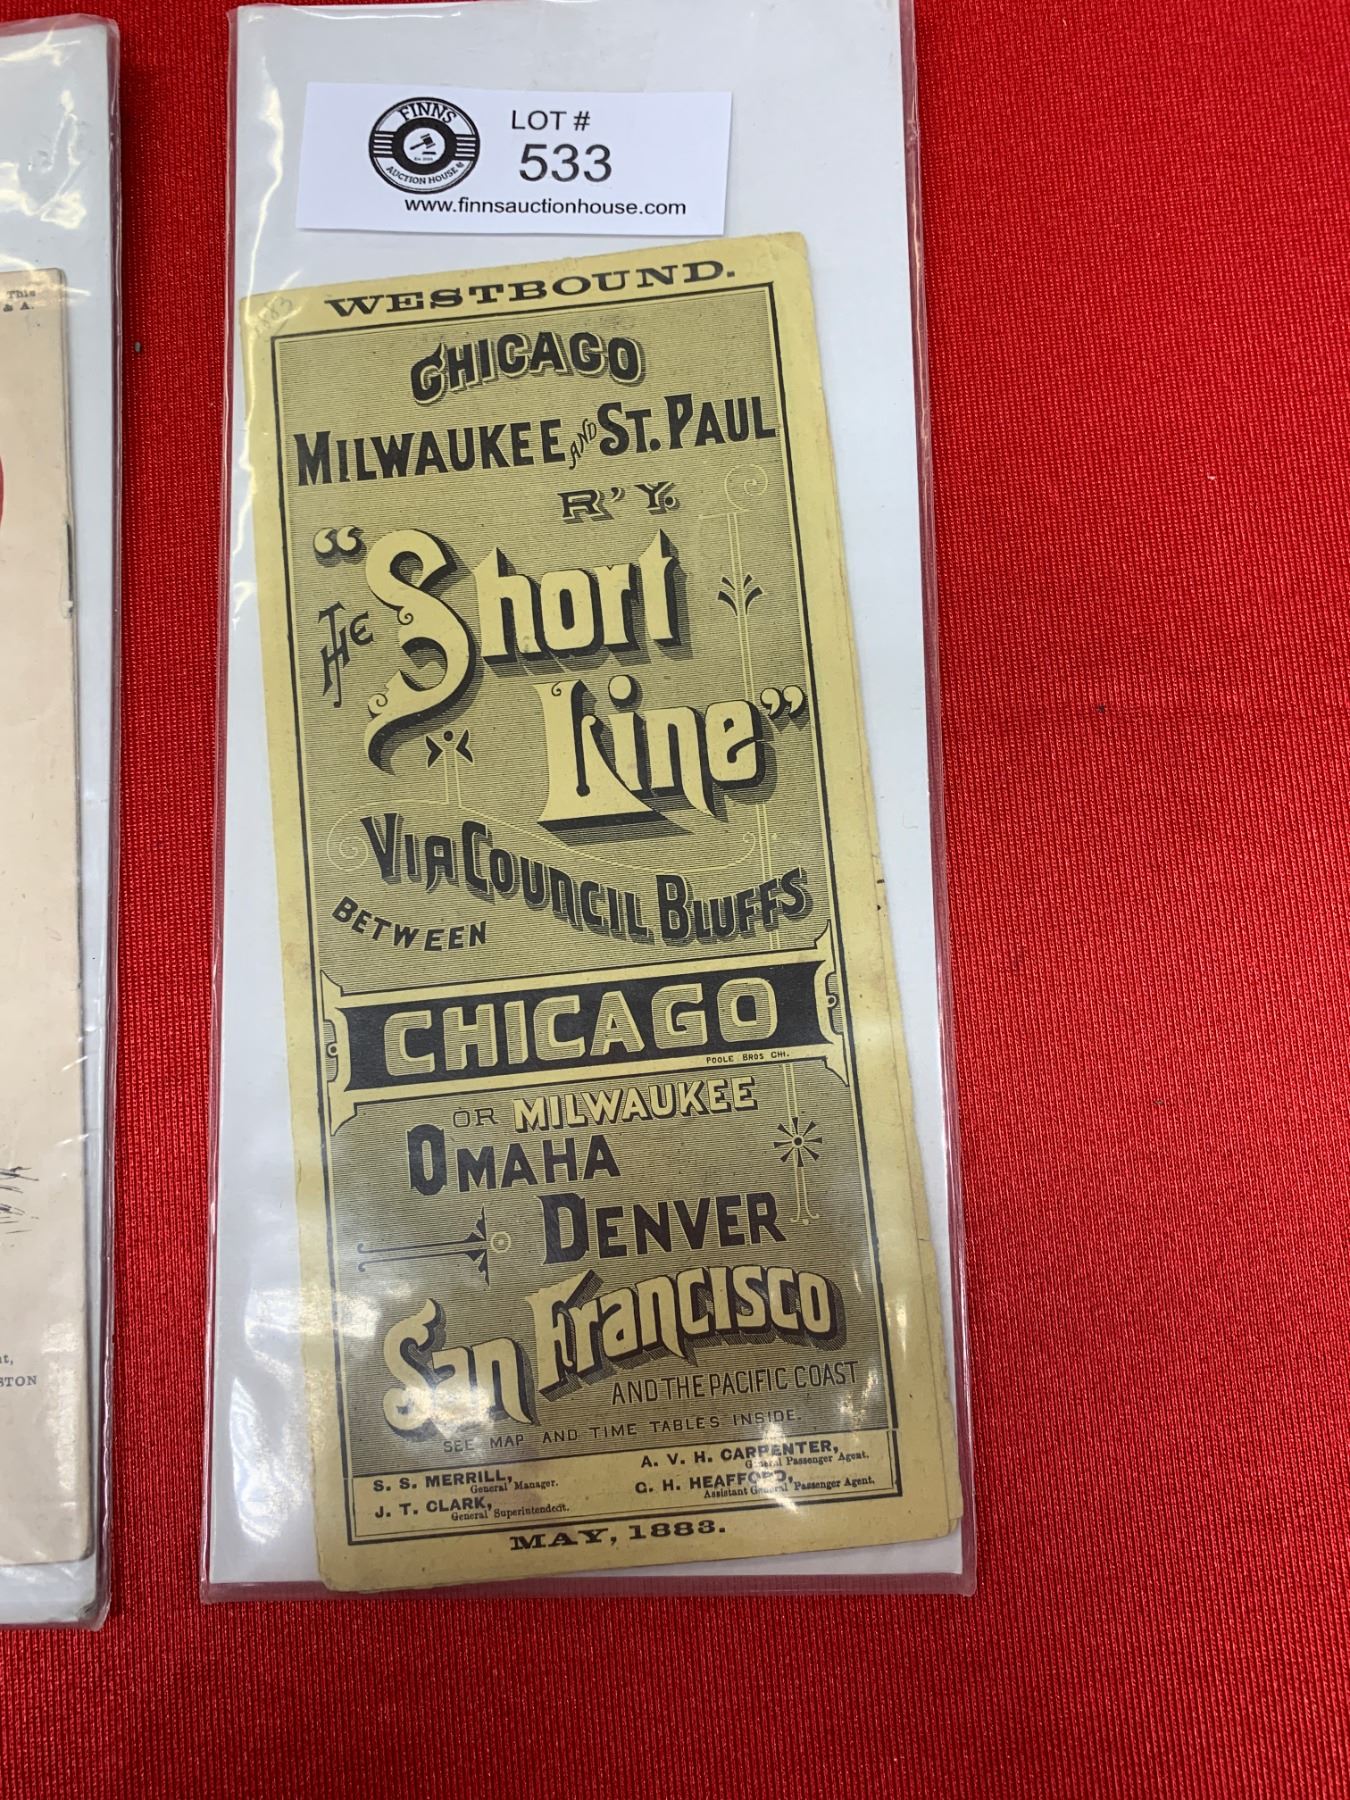 This
& A.
t,
STON
FINNS
AUCTION HOUSE
LOT #
533
www.finnsauctionhouse.com
1883
WESTBOUND.
CHICAGO
MILWAUKEE AND ST. PAUL
R'Y.
"THE Short
Line"
VIA COUNCIL BLUFFS
BETWEEN
CHICAGO
POOLE BROS CHI.
OR MILWAUKEE
OMAHA
DENVER
San Francisco
AND THE PACIFIC COAST
SEE MAP AND TIME TABLES INSIDE.
S. S. MERRILL,
General Manager.
A. V. H. CARPENTER,
General Passenger Agent.
J. T. CLARK,
General Superintendent.
G. H. HEAFFORD,
Assistant General Passenger Agent.
MAY, 1883.